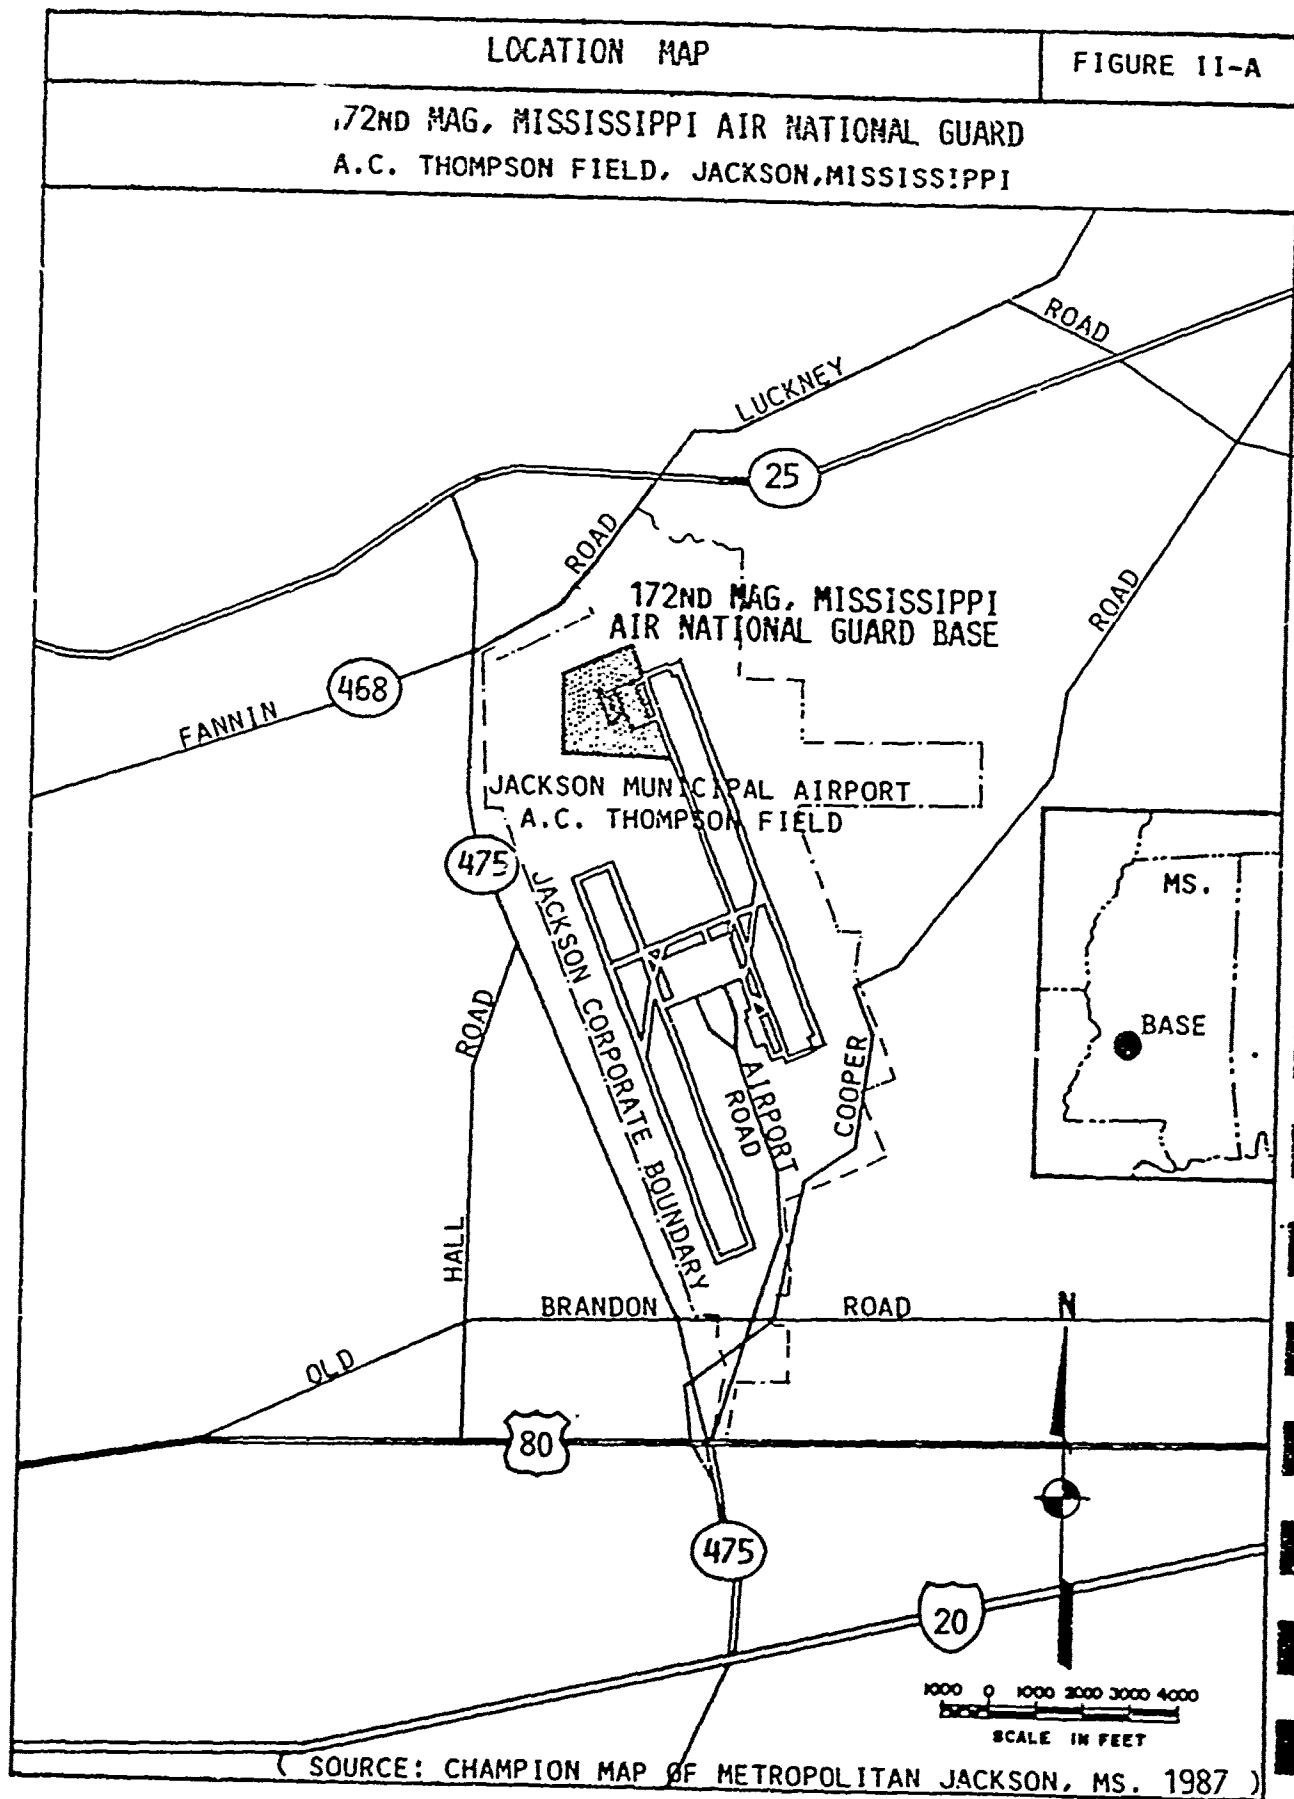 LOCATION MAP
FIGURE II-A
172ND MAG, MISSISSIPPI AIR NATIONAL GUARD
A.C. THOMPSON FIELD, JACKSON, MISSISSIPPI
ROAD
LUCKNEY
25
ROAD
172ND MAG, MISSISSIPPI
AIR NATIONAL GUARD BASE
ROAD
468
FANNIN
JACKSON MUNICIPAL AIRPORT
A.C. THOMPSON FIELD
475
JACKSON CORPORATE BOUNDARY
MS.
BASE
ROAD
COOPER
AIRPORT
ROAD
HALL
BRANDON
ROAD
N
OLD
80
475
20
1000 0 1000 2000 3000 4000
SCALE IN FEET
( SOURCE: CHAMPION MAP OF METROPOLITAN JACKSON, MS. 1987 )